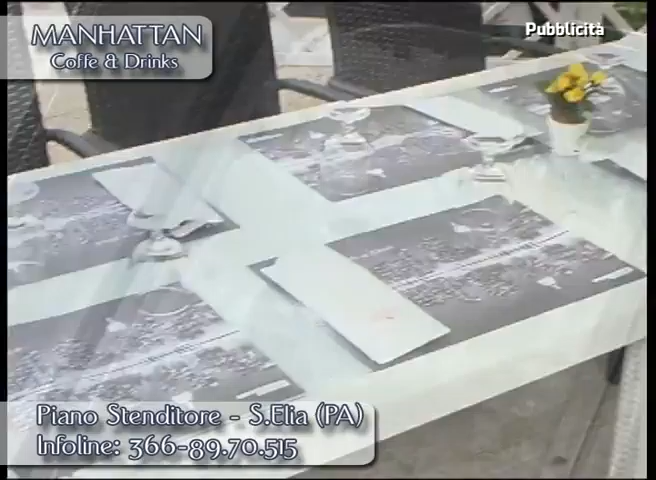 MANHATTAN
Coffe & Drinks
Pubblicità
Piano Stenditore - S.Elia (PA)
Infoline: 366-89.70.515